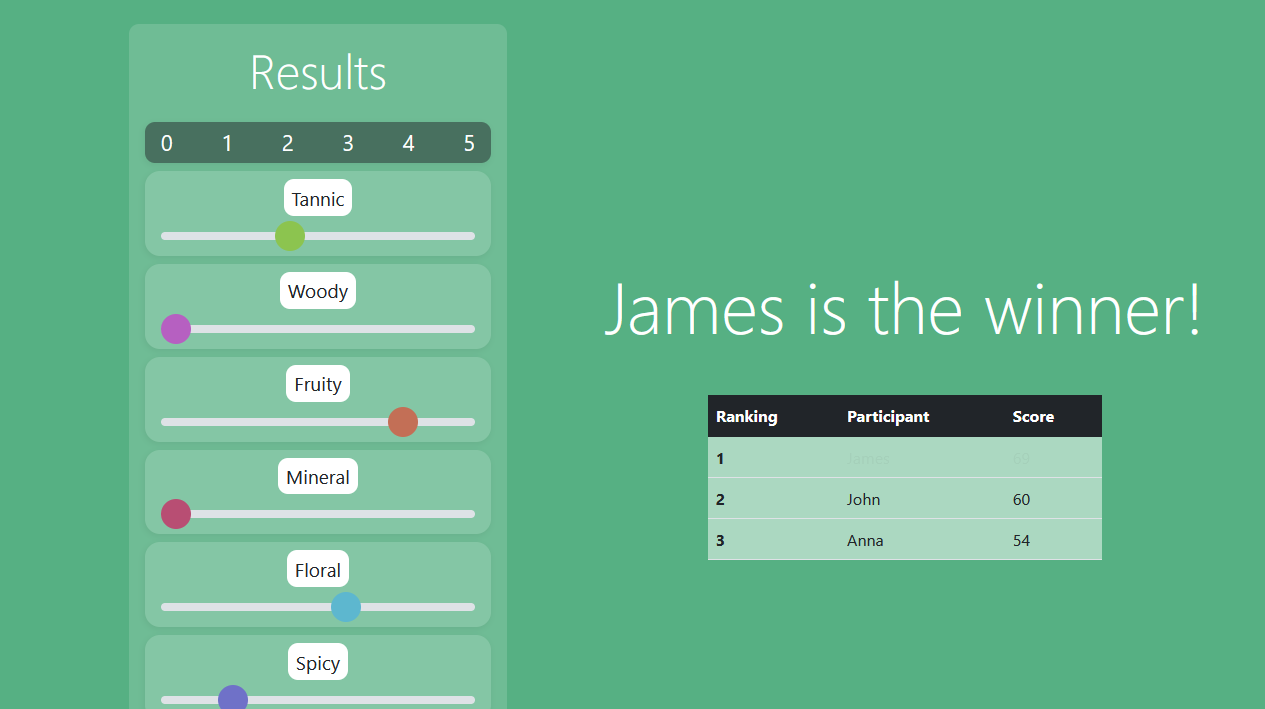 Results
0 1 2 3 4 5
Tannic
Woody
Fruity
Mineral
Floral
Spicy
James is the winner!
Ranking Participant Score
1 James 69
2 John 60
3 Anna 54